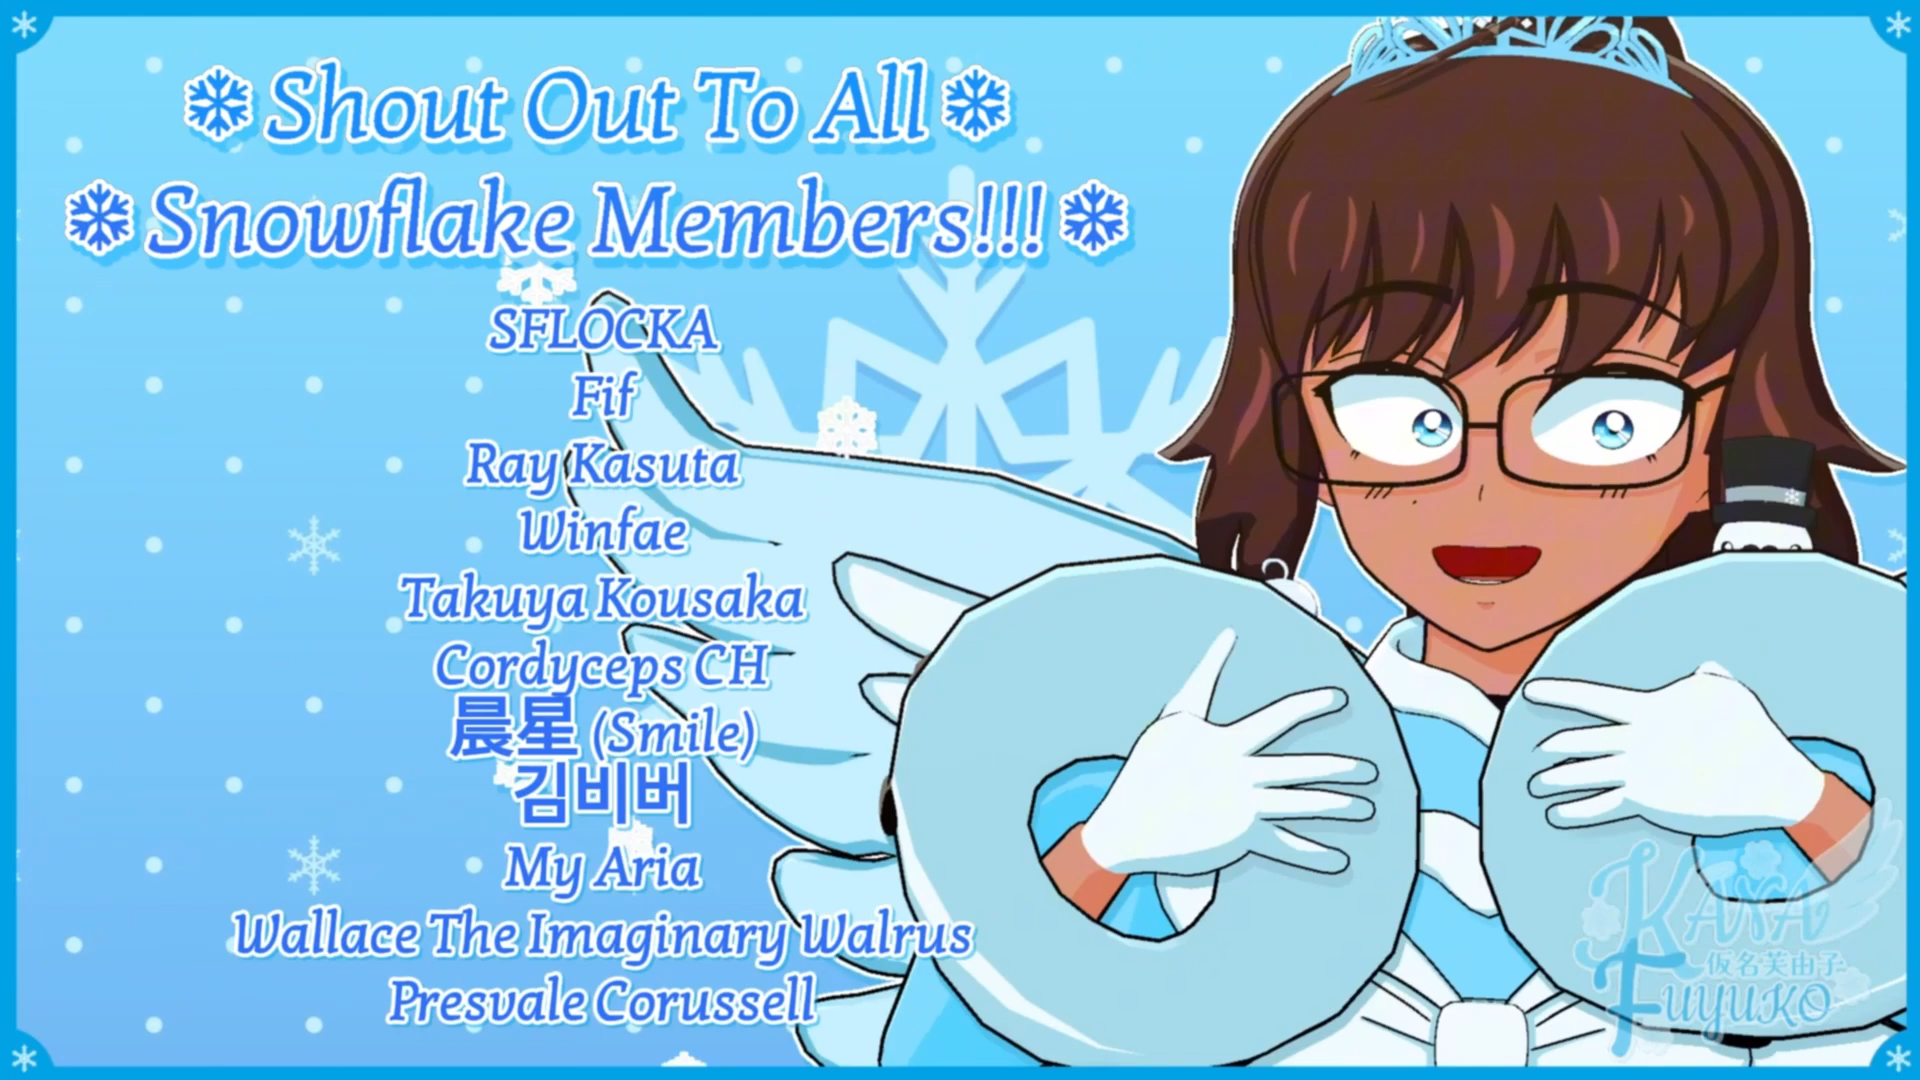 Shout Out To All
Snowflake Members!!!
SFLOCKA
Fif
Ray Kasuta
Winfae
Takuya Kousaka
Cordyceps CH
晨星 (Smile)
김비버
My Aria
Wallace The Imaginary Walrus
Presvale Corussell
KANA
仮名芙由子
FUYUKO